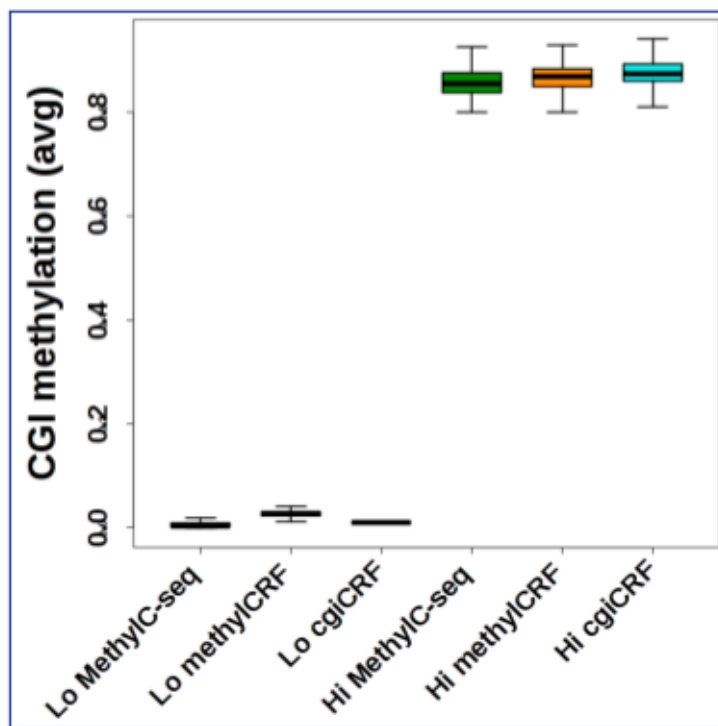 CGI methylation (avg)
0.8
0.6
0.4
0.2
0.0
Lo MethylC-seq
Lo methylCRF
Lo cgiCRF
Hi MethylC-seq
Hi methylCRF
Hi cgiCRF